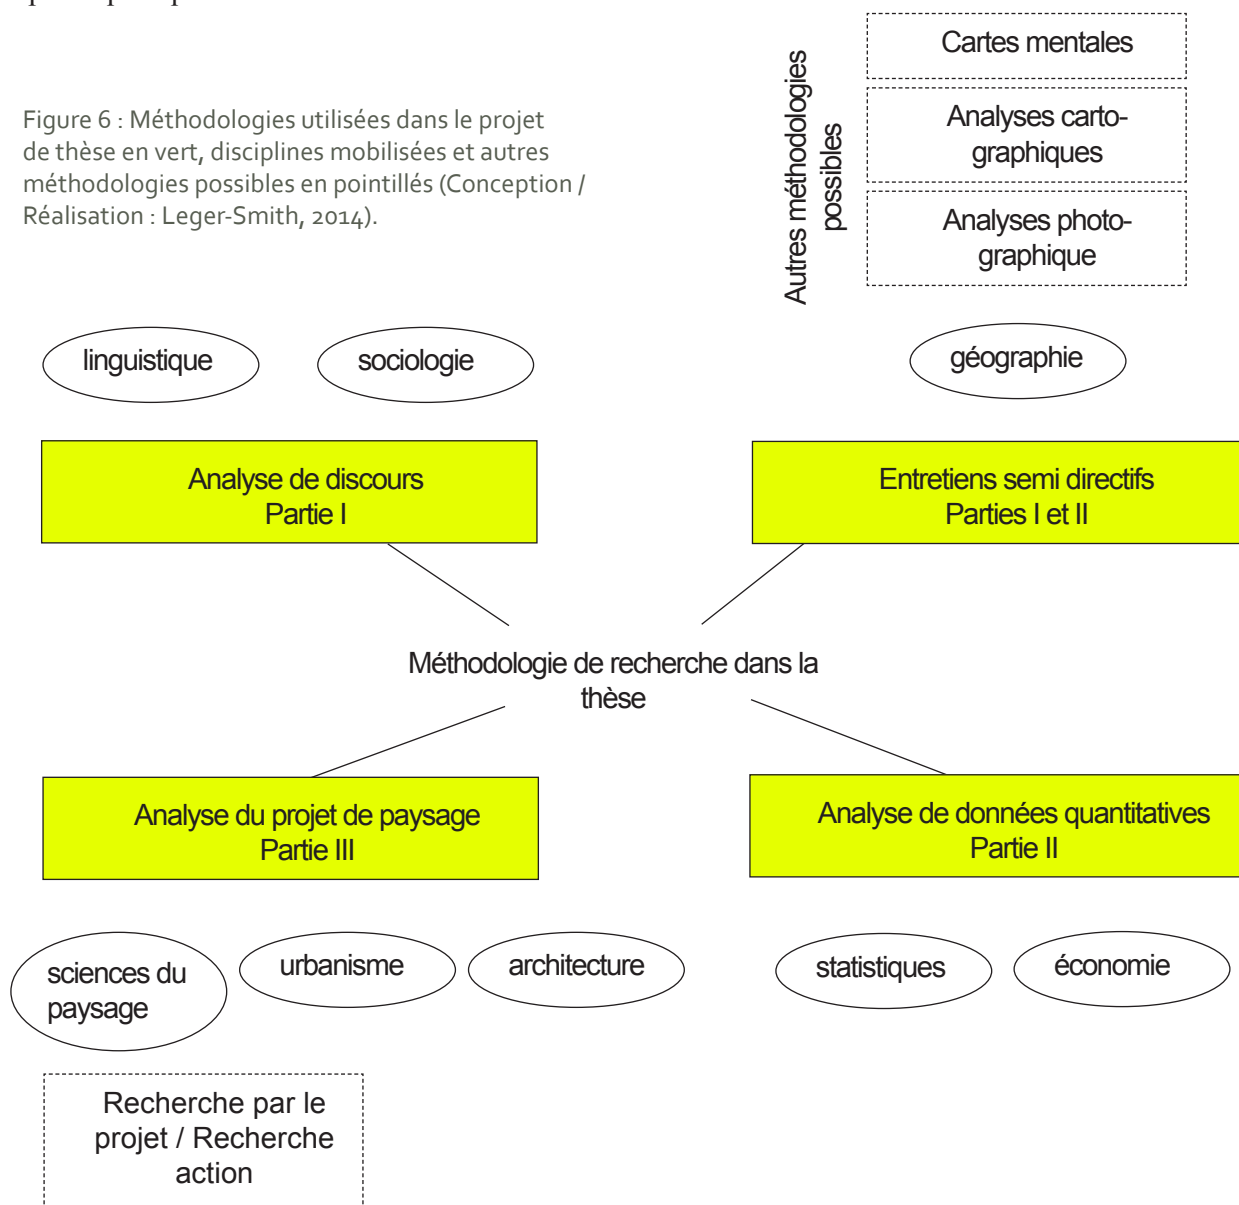 Figure 6 : Méthodologies utilisées dans le projet
de thèse en vert, disciplines mobilisées et autres
méthodologies possibles en pointillés (Conception /
Réalisation : Leger-Smith, 2014).
Autres méthodologies
possibles
Cartes mentales
Analyses carto-
graphiques
Analyses photo-
graphique
linguistique
sociologie
géographie
Analyse de discours
Partie I
Entretiens semi directifs
Parties I et II
Méthodologie de recherche dans la
thèse
Analyse du projet de paysage
Partie III
Analyse de données quantitatives
Partie II
sciences du
paysage
urbanisme
architecture
statistiques
économie
Recherche par le
projet / Recherche
action